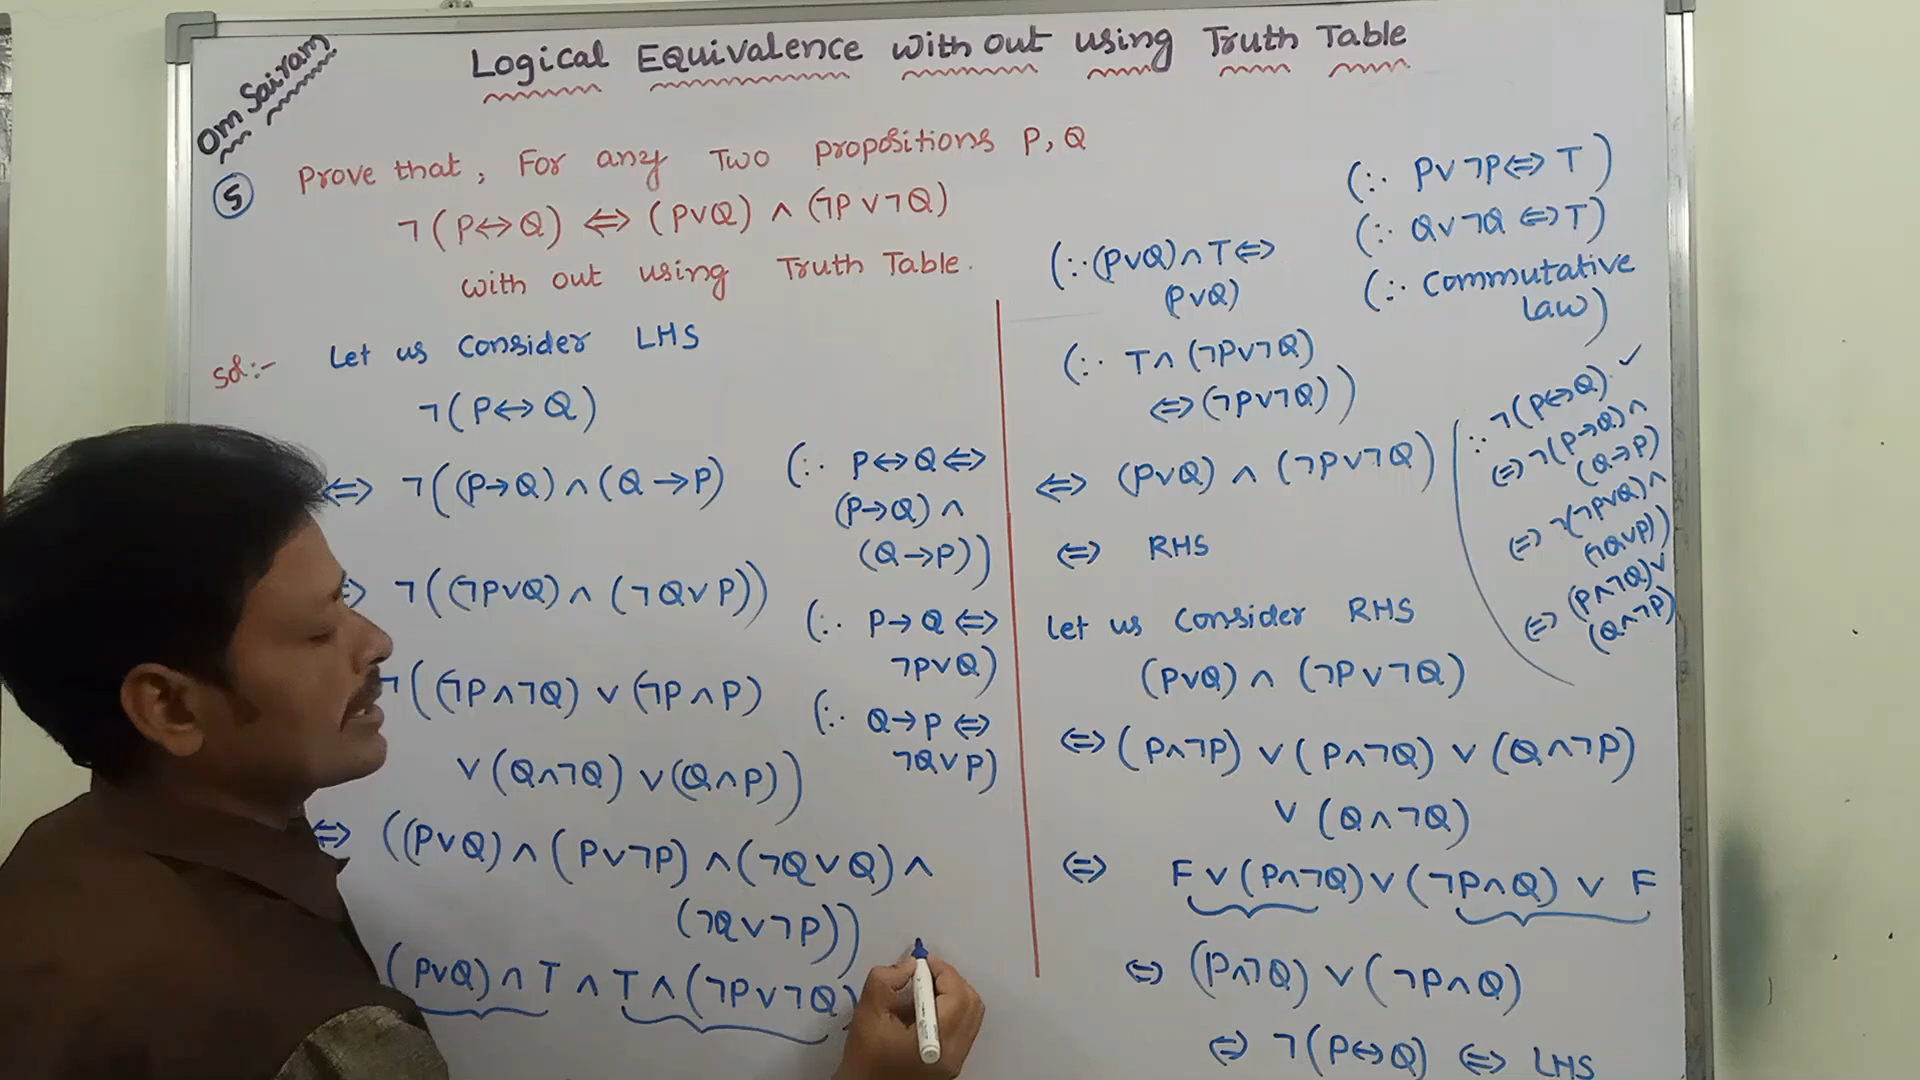 Om Sairam
Logical Equivalence with out using Truth Table
⑤ Prove that, For any Two propositions P, Q
¬(P↔Q) ⇔ (P∨Q) ∧ (¬P∨¬Q)
with out using Truth Table.
Sol:- Let us Consider LHS
¬(P↔Q)
⇔ ¬((P→Q)∧(Q→P)
(∵ P↔Q⇔
(P→Q)∧
(Q→P))
⇔ ¬((¬P∨Q)∧(¬Q∨P))
(∵ P→Q⇔
¬P∨Q)
¬((¬P∧¬Q)∨(¬P∧P)
∨(Q∧¬Q)∨(Q∧P))
(∵ Q→P⇔
¬Q∨P)
⇔ ((P∨Q)∧(P∨¬P)∧(¬Q∨Q)∧
(¬Q∨¬P))
(P∨Q)∧T∧T∧(¬P∨¬Q)
(∵ P∨¬P⇔T)
(∵ Q∨¬Q⇔T)
(∵ Commutative
Law)
(∵(P∨Q)∧T⇔
(P∨Q)
(∵ T∧(¬P∨¬Q)
⇔(¬P∨¬Q))
⇔ (P∨Q)∧(¬P∨¬Q)
⇔ RHS
Let us Consider RHS
(P∨Q)∧(¬P∨¬Q)
⇔(P∧¬P)∨(P∧¬Q)∨(Q∧¬P)
∨(Q∧¬Q)
⇔ F∨(P∧¬Q)∨(¬P∧Q)∨F
⇔ (P∧¬Q)∨(¬P∧Q)
⇔ ¬(P↔Q) ⇔ LHS
(∵ ¬(P↔Q) ✓
⇔¬(P→Q)∧
(Q→P)
⇔ ¬(¬P∨Q)∧
(¬Q∨P))
⇔ (P∧¬Q)∨
(Q∧¬P)